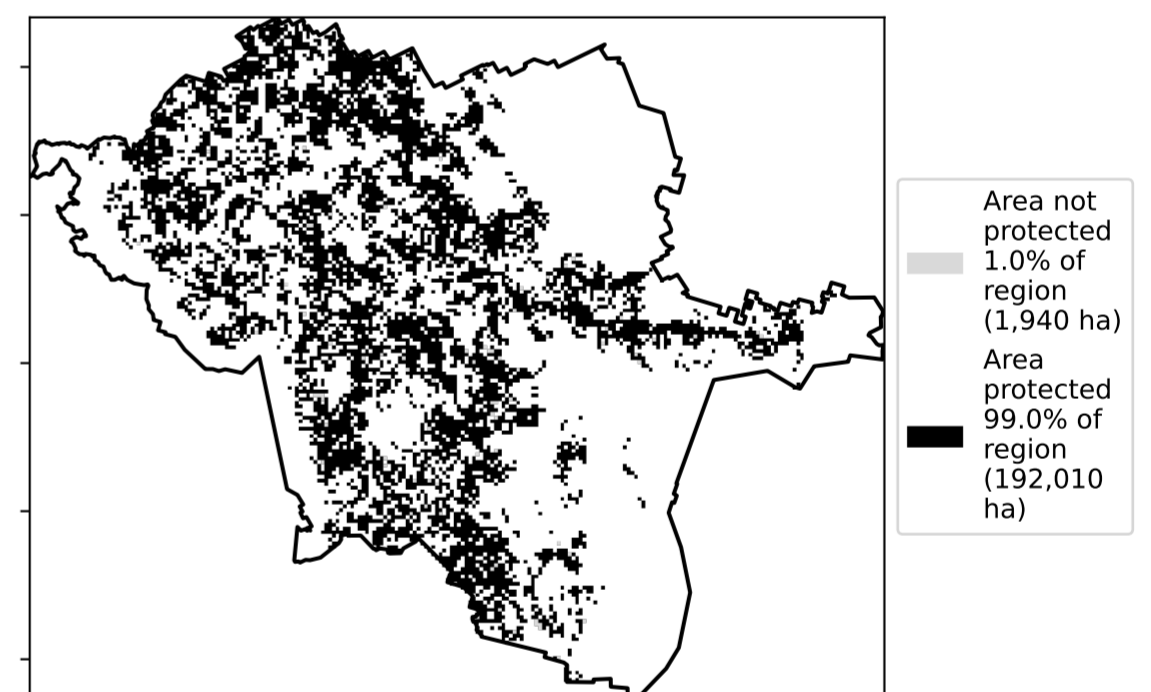 Area not
protected
1.0% of
region
(1,940 ha)
Area
protected
99.0% of
region
(192,010
ha)